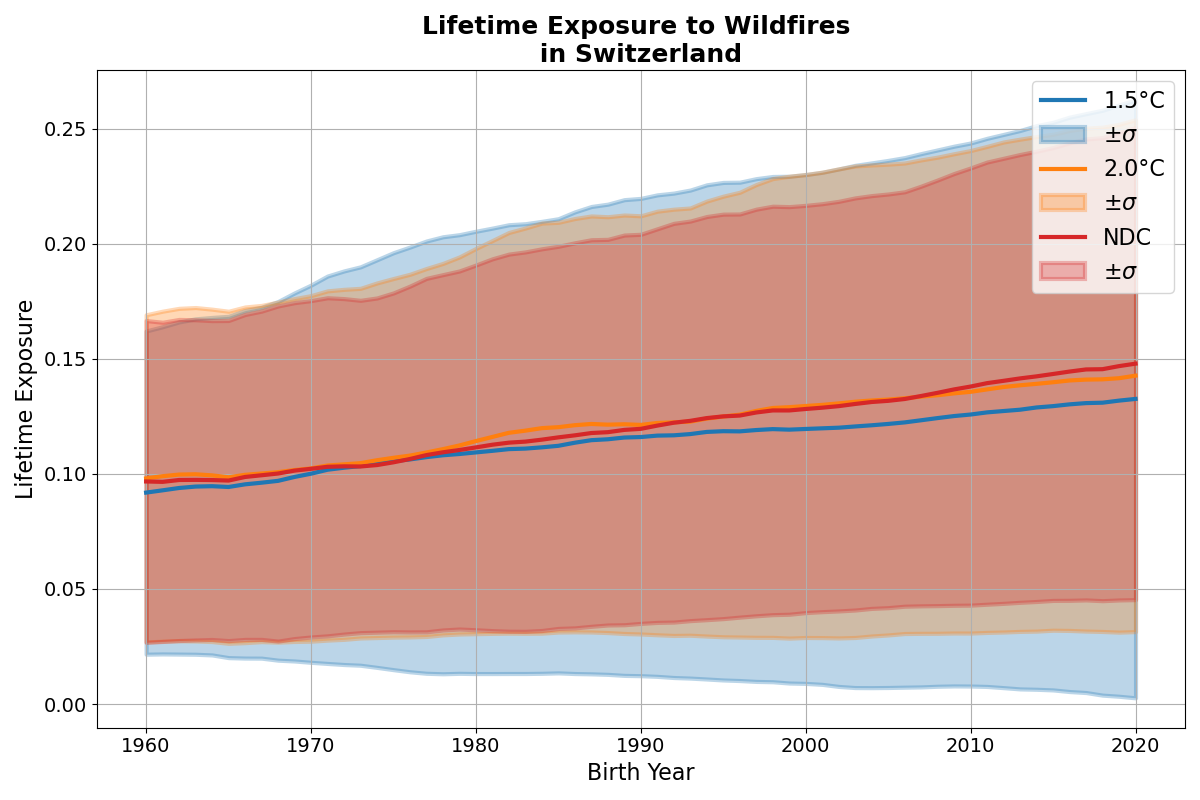 Lifetime Exposure to Wildfires
in Switzerland
1.5°C
±σ
2.0°C
±σ
NDC
±σ
Lifetime Exposure
0.25
0.20
0.15
0.10
0.05
0.00
1960 1970 1980 1990 2000 2010 2020
Birth Year